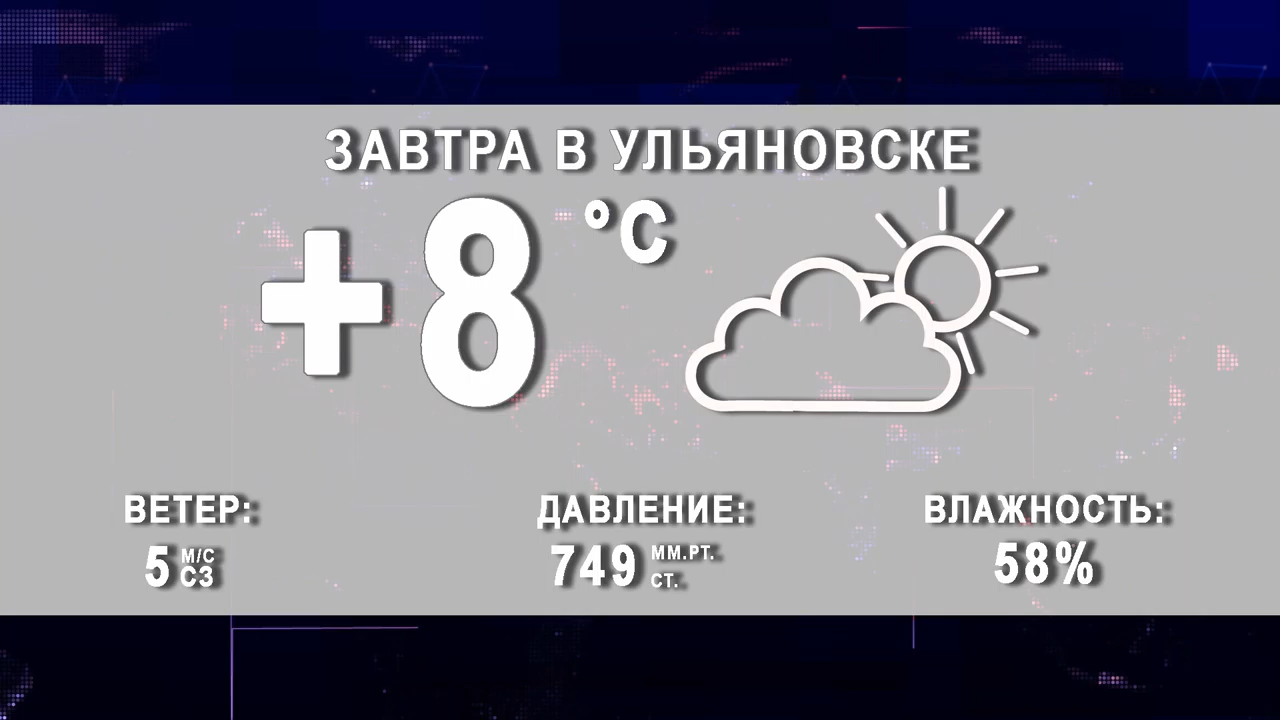 ЗАВТРА В УЛЬЯНОВСКЕ
+8 °C
ВЕТЕР:
5 М/С СЗ
ДАВЛЕНИЕ:
749 ММ.РТ. СТ.
ВЛАЖНОСТЬ:
58%